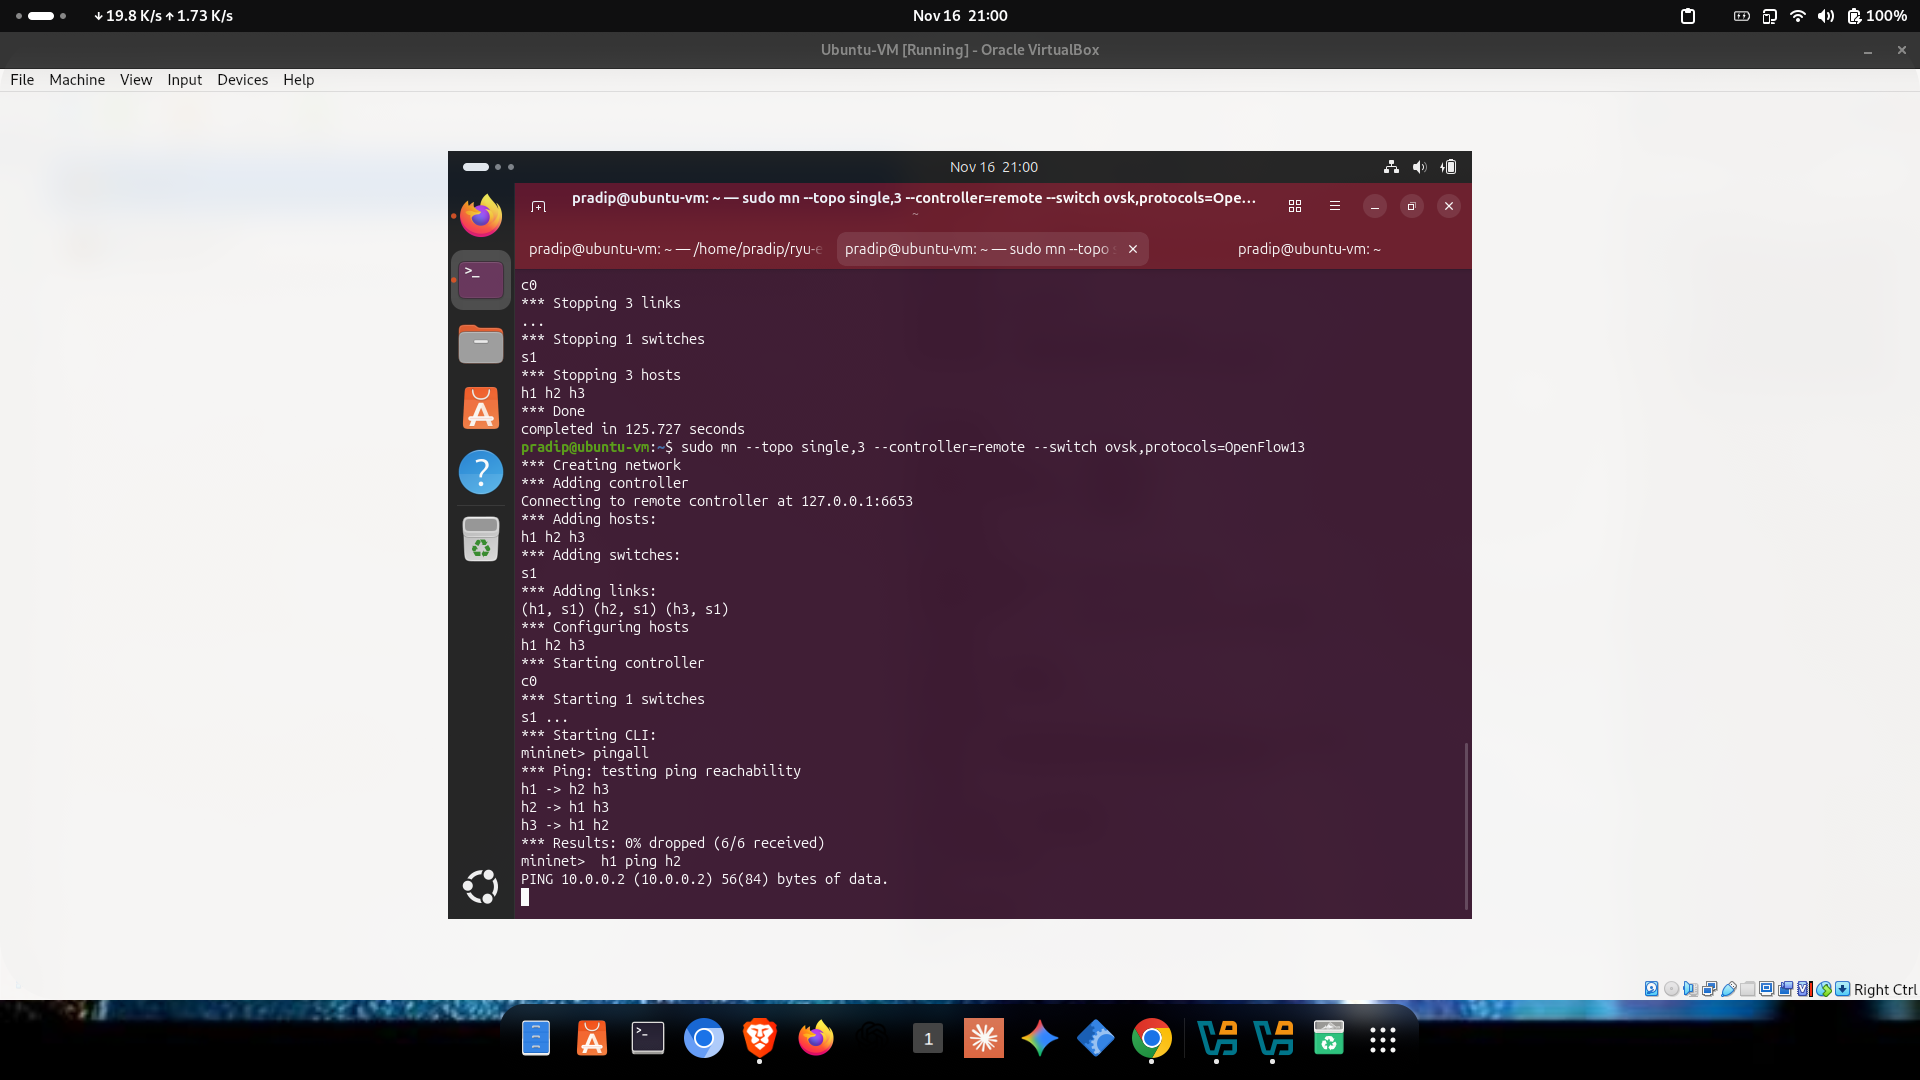 ↓ 19.8 K/s ↑ 1.73 K/s
Nov 16 21:00
100%
Ubuntu-VM [Running] - Oracle VirtualBox
File Machine View Input Devices Help
Nov 16 21:00
pradip@ubuntu-vm: ~ — sudo mn --topo single,3 --controller=remote --switch ovsk,protocols=Ope…
~
pradip@ubuntu-vm: ~ — /home/pradip/ryu-e
pradip@ubuntu-vm: ~ — sudo mn --topo
pradip@ubuntu-vm: ~
c0
*** Stopping 3 links
...
*** Stopping 1 switches
s1
*** Stopping 3 hosts
h1 h2 h3
*** Done
completed in 125.727 seconds
pradip@ubuntu-vm:~$ sudo mn --topo single,3 --controller=remote --switch ovsk,protocols=OpenFlow13
*** Creating network
*** Adding controller
Connecting to remote controller at 127.0.0.1:6653
*** Adding hosts:
h1 h2 h3
*** Adding switches:
s1
*** Adding links:
(h1, s1) (h2, s1) (h3, s1)
*** Configuring hosts
h1 h2 h3
*** Starting controller
c0
*** Starting 1 switches
s1 ...
*** Starting CLI:
mininet> pingall
*** Ping: testing ping reachability
h1 -> h2 h3
h2 -> h1 h3
h3 -> h1 h2
*** Results: 0% dropped (6/6 received)
mininet>  h1 ping h2
PING 10.0.0.2 (10.0.0.2) 56(84) bytes of data.
Right Ctrl
1